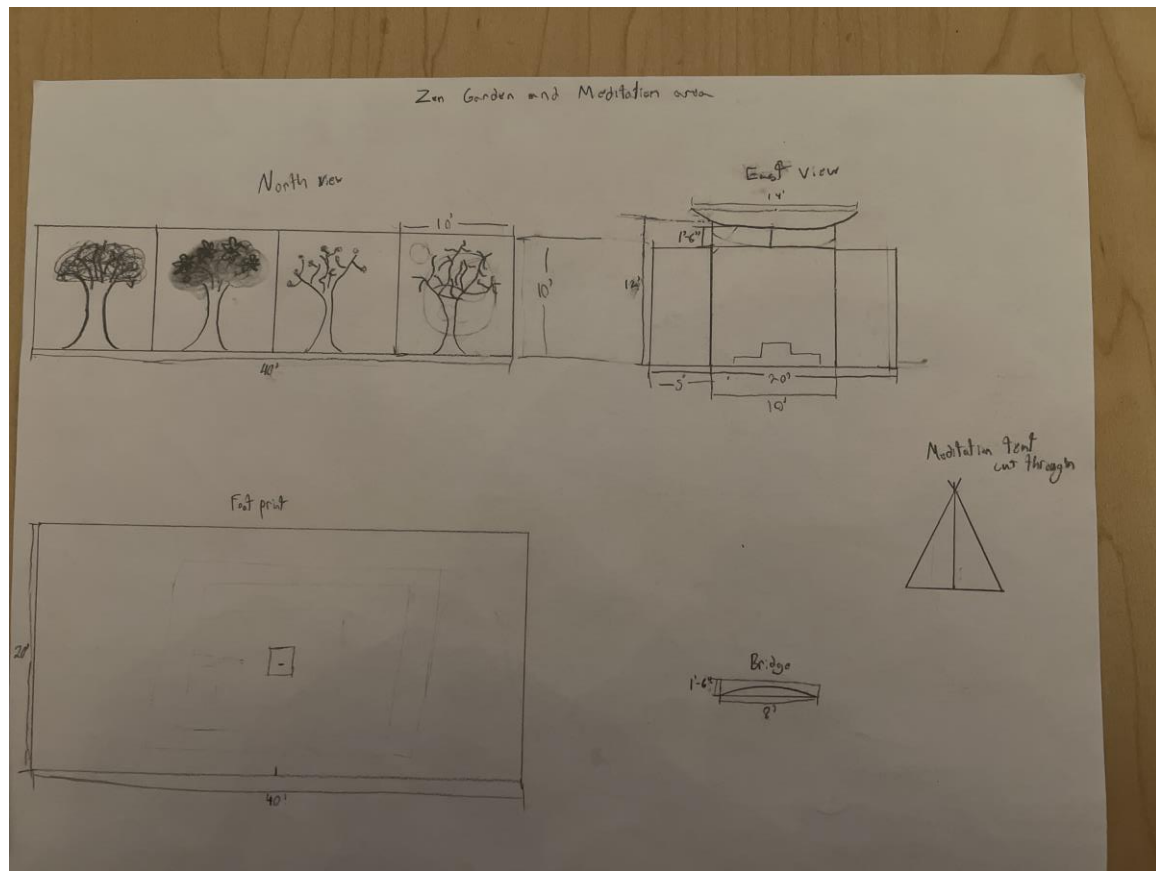 Zen Garden and Meditation area
North view
10'
10'
40'
East view
14'
1'-6"
5'
20'
10'
Meditation tent
cut through
Foot print
20'
40'
Bridge
1'-6"
8'